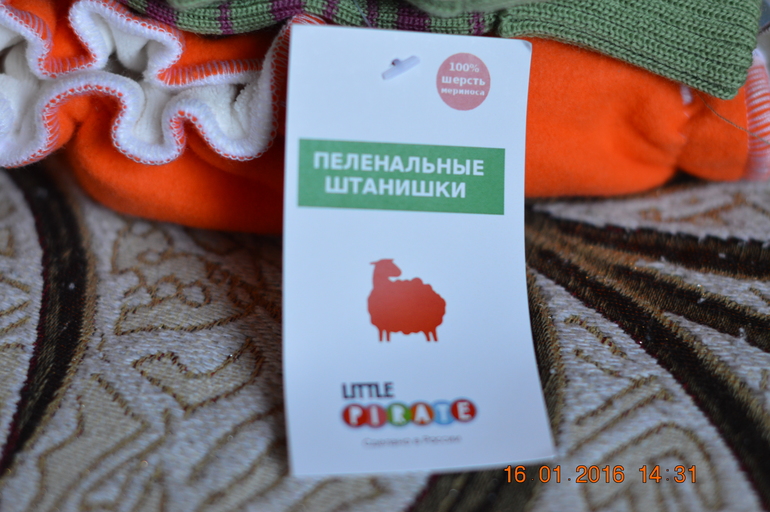 100%
шерсть
мериноса
ПЕЛЕНАЛЬНЫЕ
ШТАНИШКИ
LITTLE
PIRATE
Сделано в России
16 01 2016 14:31